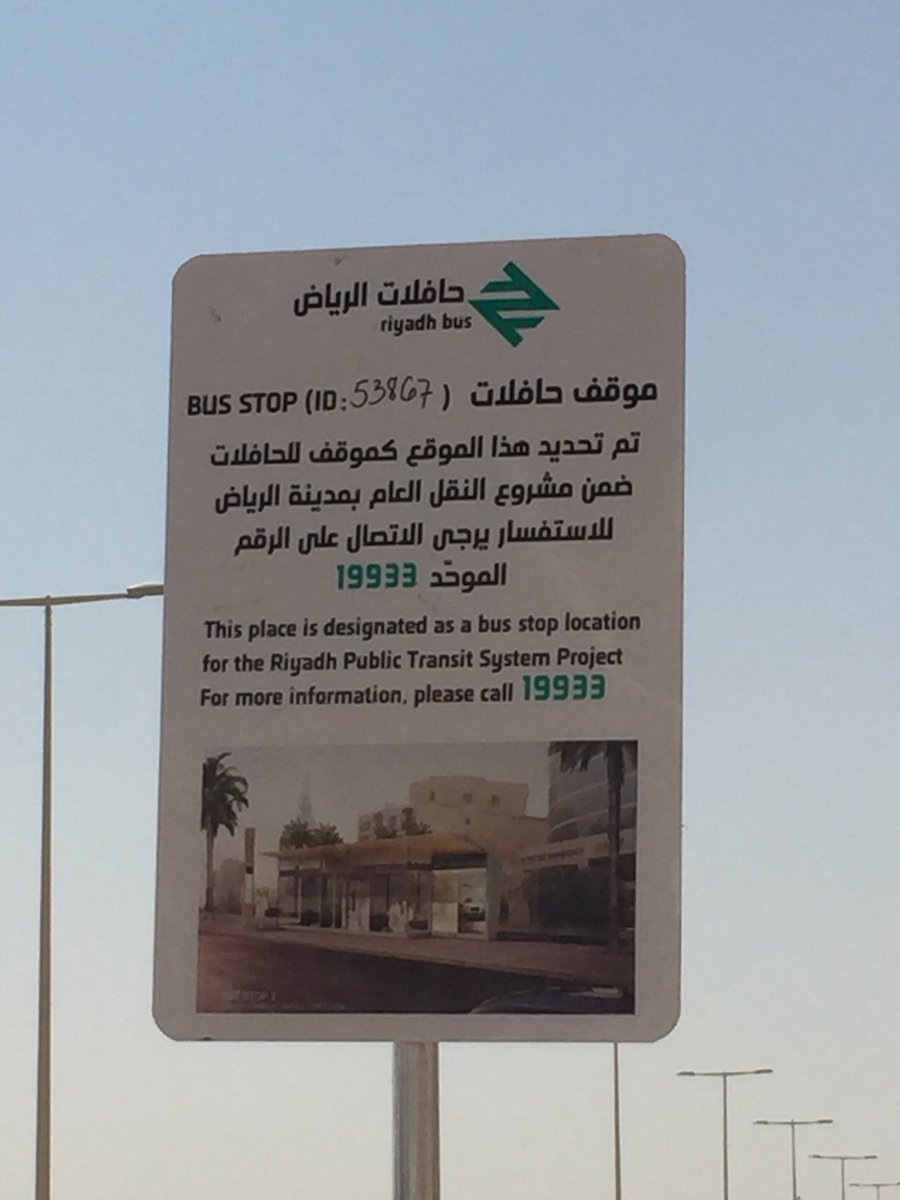 حافلات الرياض
riyadh bus
BUS STOP (ID: 53867) موقف حافلات
تم تحديد هذا الموقع كموقف للحافلات
ضمن مشروع النقل العام بمدينة الرياض
للاستفسار يرجى الاتصال على الرقم
الموحّد 19933
This place is designated as a bus stop location
for the Riyadh Public Transit System Project
For more information, please call 19933